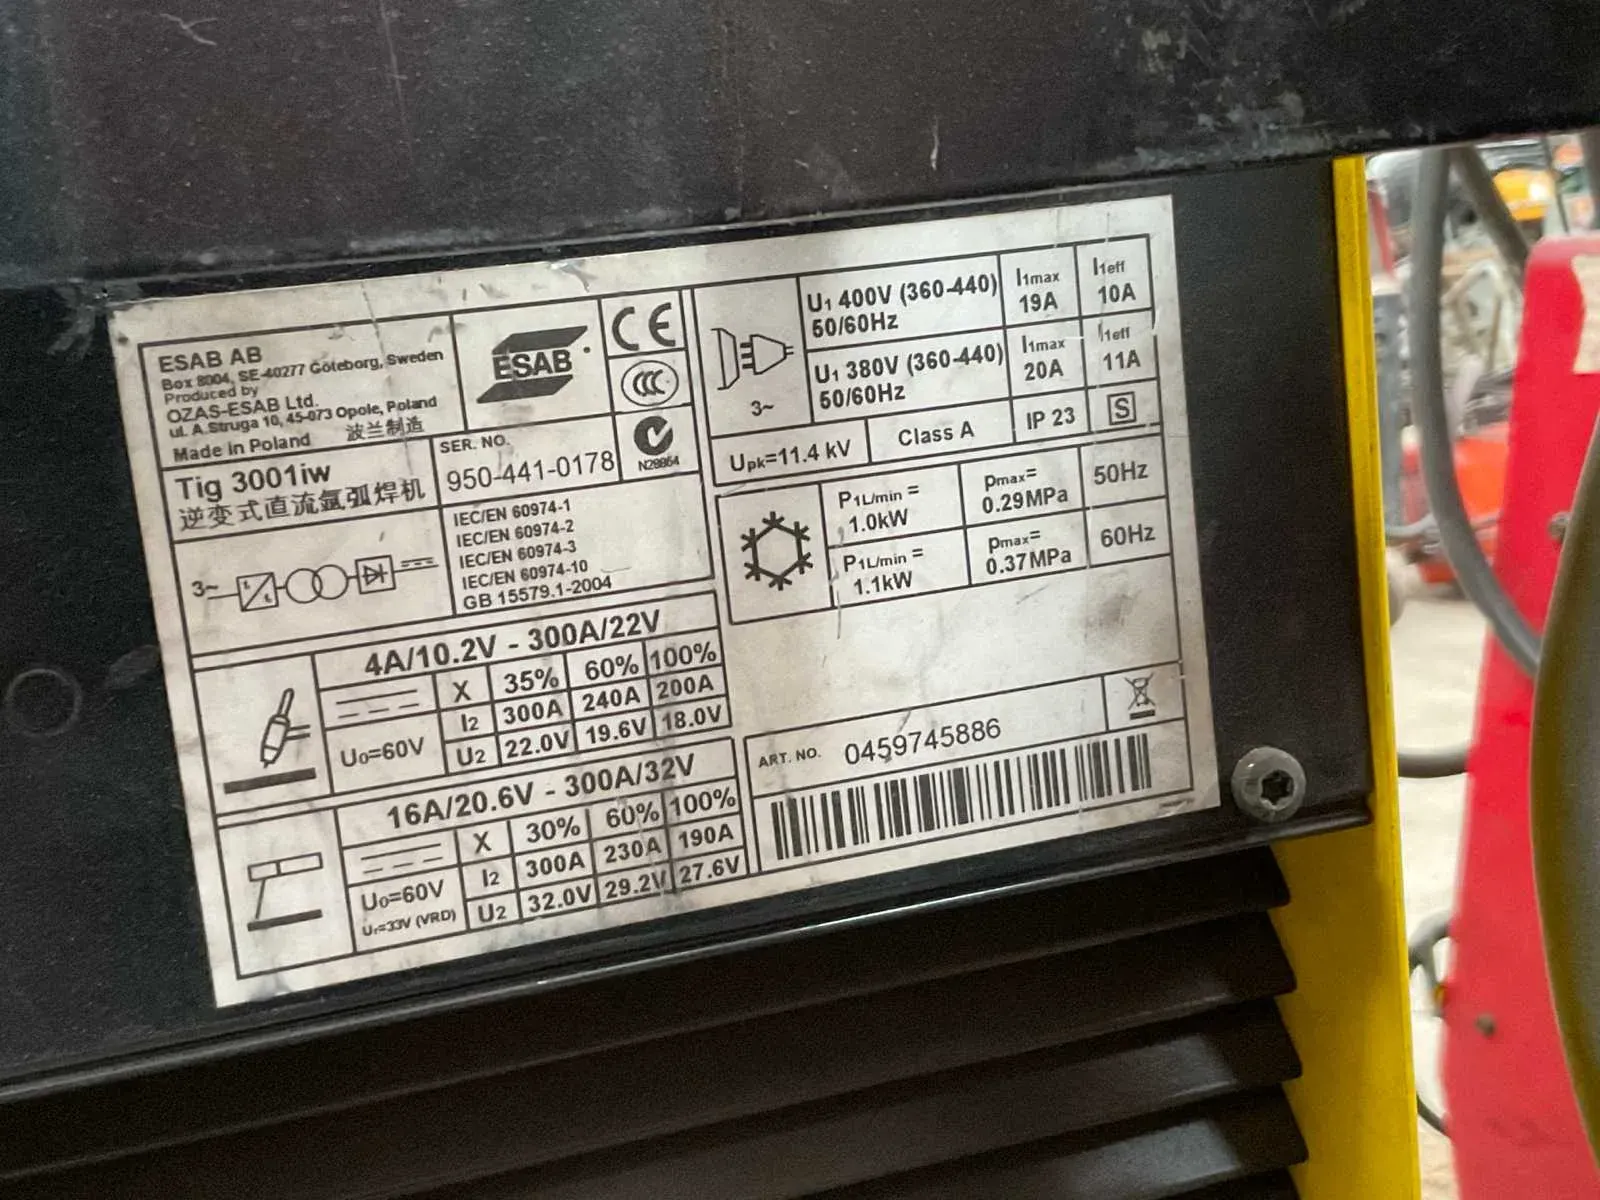 ESAB AB
Box 8004, SE-40277 Göteborg, Sweden
Produced by
OZAS-ESAB Ltd.
ul. A.Struga 10, 45-073 Opole, Poland
Made in Poland 波兰制造
ESAB
CE
CCC
N28864
Tig 3001iw
逆变式直流氩弧焊机
SER. NO.
950-441-0178
3~
IEC/EN 60974-1
IEC/EN 60974-2
IEC/EN 60974-3
IEC/EN 60974-10
GB 15579.1-2004
4A/10.2V - 300A/22V
X 35% 60% 100%
I2 300A 240A 200A
U0=60V
U2 22.0V 19.6V 18.0V
16A/20.6V - 300A/32V
X 30% 60% 100%
I2 300A 230A 190A
U0=60V
Ur=33V (VRD)
U2 32.0V 29.2V 27.6V
3~
U1 400V (360-440)
50/60Hz
I1max
19A
I1eff
10A
U1 380V (360-440)
50/60Hz
I1max
20A
I1eff
11A
Upk=11.4 kV Class A IP 23 S
P1L/min =
1.0kW
pmax=
0.29MPa
50Hz
P1L/min =
1.1kW
pmax=
0.37MPa
60Hz
ART. NO. 0459745886